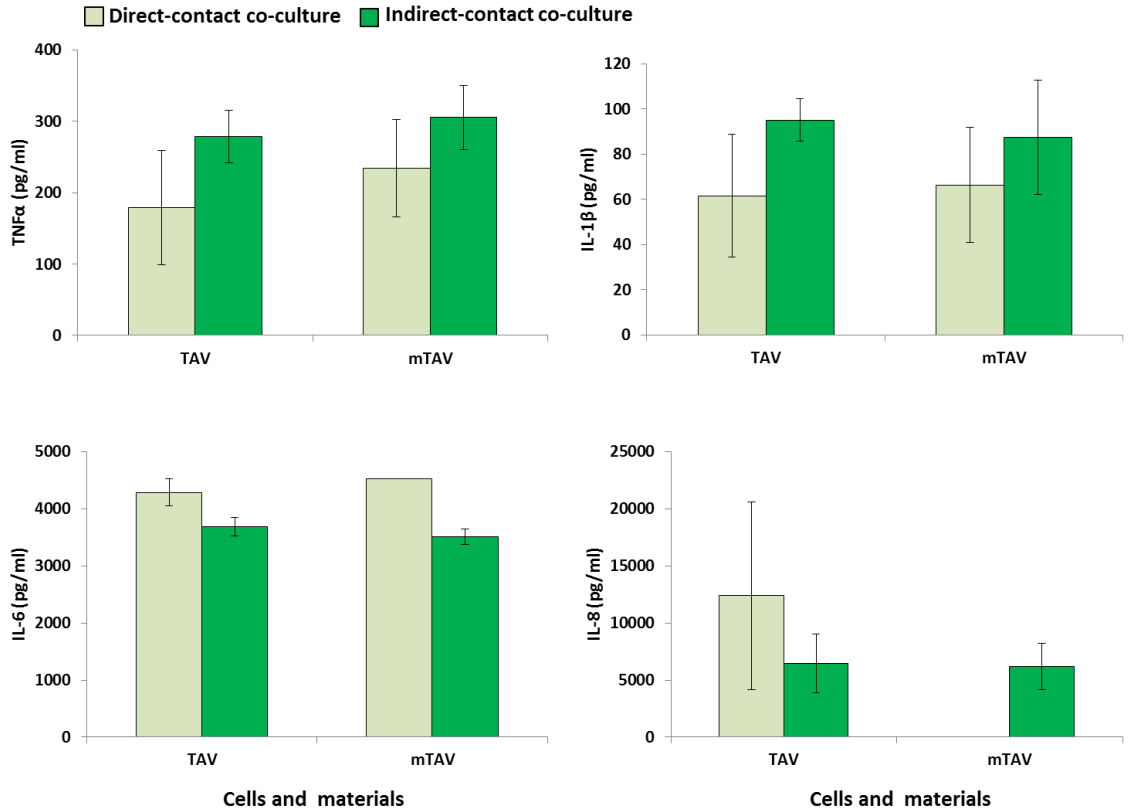 Direct-contact co-culture Indirect-contact co-culture
TNFα (pg/ml)
400
300
200
100
0
TAV mTAV
IL-1β (pg/ml)
120
100
80
60
40
20
0
TAV mTAV
IL-6 (pg/ml)
5000
4000
3000
2000
1000
0
TAV mTAV
Cells and materials
IL-8 (pg/ml)
25000
20000
15000
10000
5000
0
TAV mTAV
Cells and materials